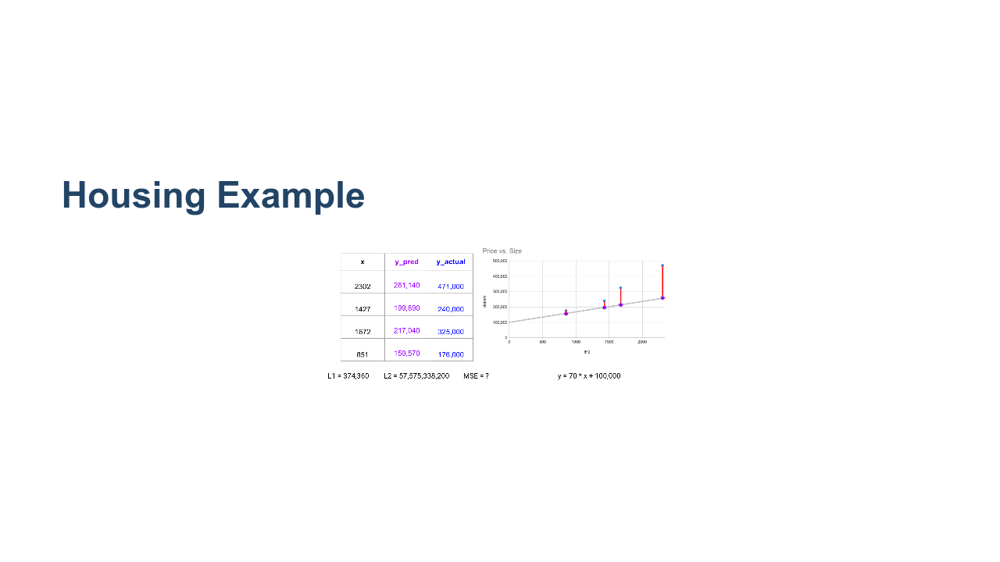 Housing Example
x y_pred y_actual
2302 261,140 471,000
1427 199,890 240,000
1672 217,040 325,000
851 159,570 176,000
Price vs. Size
500,000
400,000
300,000
200,000
100,000
0
dollars
0 500 1000 1500 2000
ft^2
L1 = 374,360 L2 = 57,575,338,200 MSE = ?
y = 70 * x + 100,000